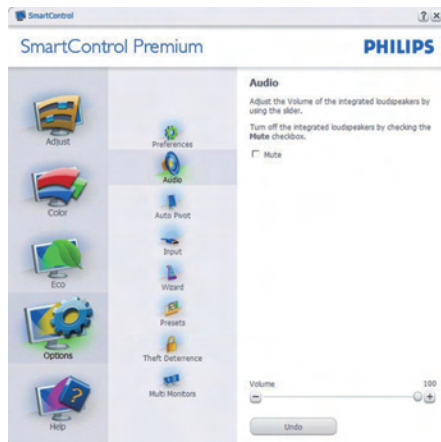 SmartControl
SmartControl Premium
PHILIPS
Adjust
Color
Eco
Options
Help
Preferences
Audio
Auto Pivot
Input
Wizard
Presets
Theft Deterrence
Multi Monitors
Audio
Adjust the Volume of the integrated loudspeakers by
using the slider.
Turn off the integrated loudspeakers by checking the
Mute checkbox.
Mute
Volume 100
Undo